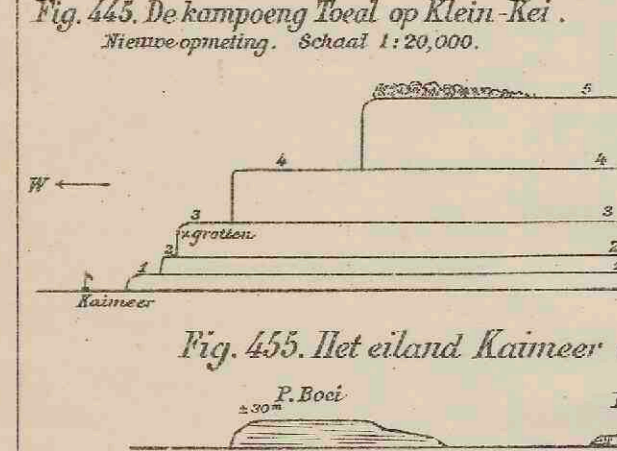 Fig. 445. De kampoeng Toeal op Klein-Kei.
Nieuwe opmeting. Schaal 1:20,000.
5
4 4
W
3 3
grotten
2 2
1
Kaimeer
Fig. 455. Het eiland Kaimeer
P. Boei
±30m